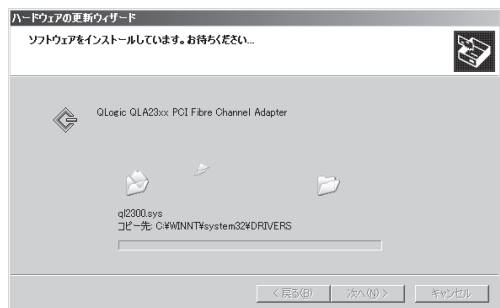 ハードウェアの更新ウィザード
ソフトウェアをインストールしています。お待ちください...
QLogic QLA23xx PCI Fibre Channel Adapter
ql2300.sys
コピー先: C:¥WINNT¥system32¥DRIVERS
< 戻る(B) 次へ(N) > キャンセル